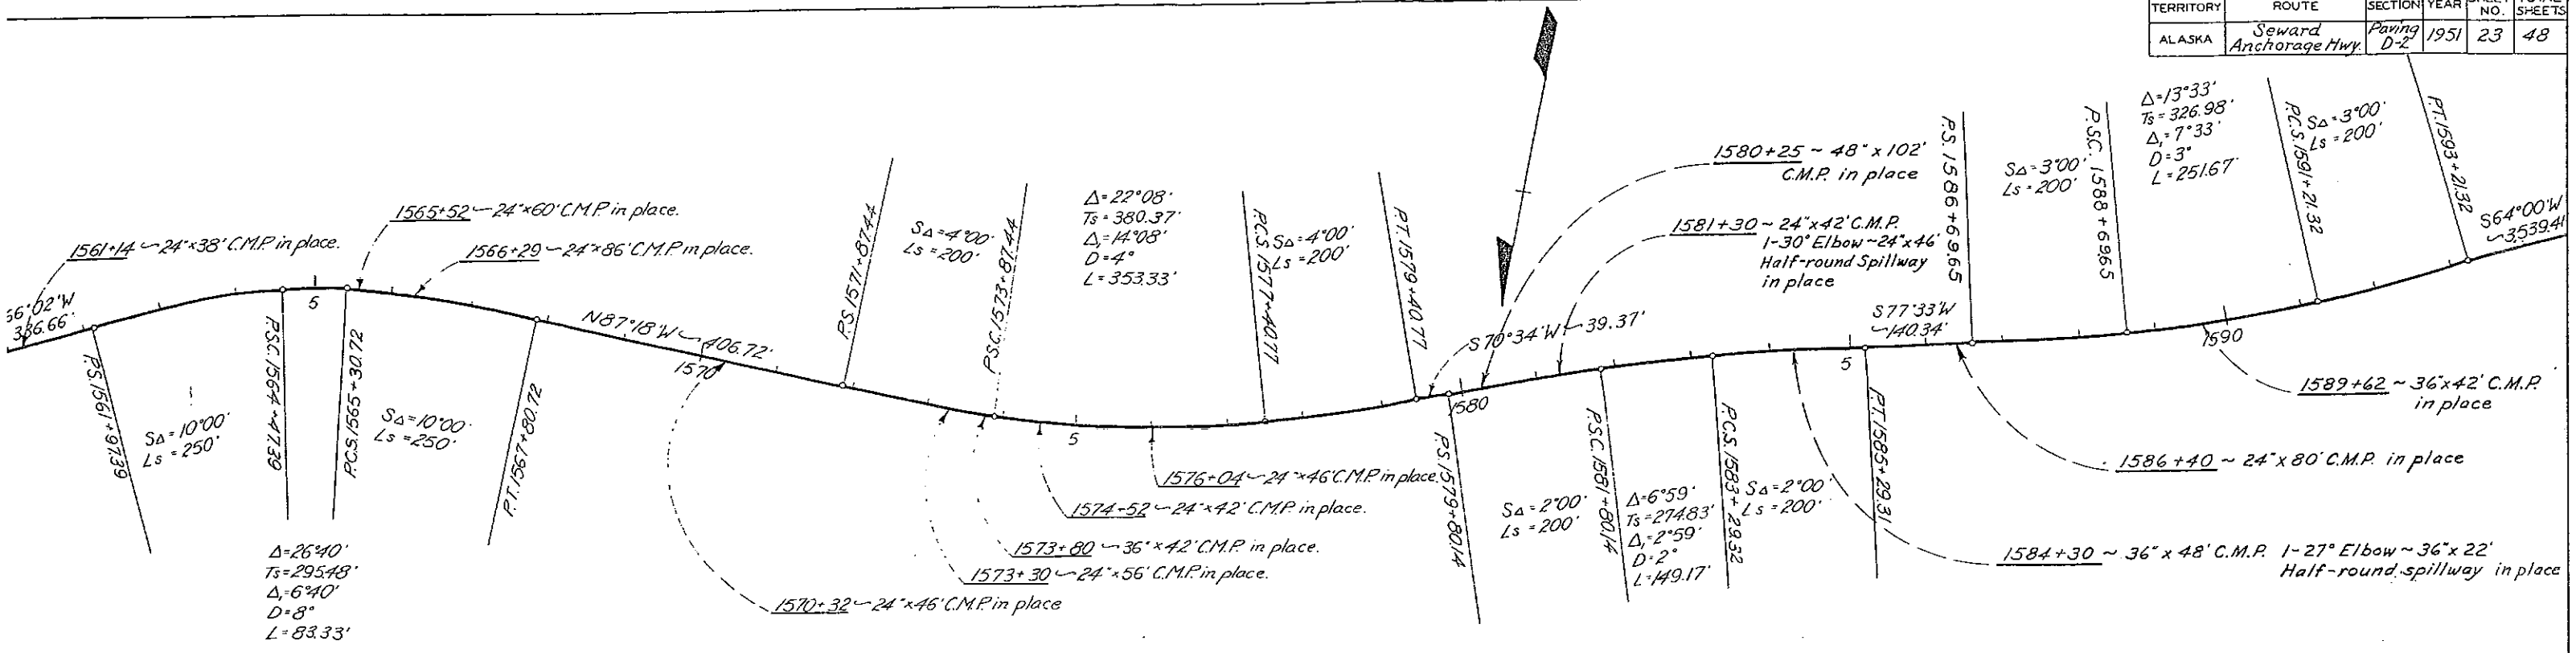 TERRITORY ROUTE SECTION YEAR NO. SHEETS
ALASKA Seward Anchorage Hwy. Paving D-2 1951 23 48
1561+14 ~ 24"x38' C.M.P. in place.
1565+52 ~ 24"x60' C.M.P. in place.
1566+29 ~ 24"x86' C.M.P. in place.
336.66'
P.S. 1561+97.39
SΔ=10°00'
Ls=250'
P.S.C. 1564+47.39
5
P.C.S. 1565+30.72
SΔ=10°00'
Ls=250'
P.T. 1567+80.72
Δ=26°40'
Ts=295.48'
Δ,=6°40'
D=8°
L=83.33'
N87°18'W ~ 406.72'
1570
P.S. 1571+87.44
SΔ=4°00'
Ls=200'
P.S.C. 1573+87.44
Δ=22°08'
Ts=380.37'
Δ,=14°08'
D=4°
L=353.33'
5
P.C.S. 1577+40.77
SΔ=4°00'
Ls=200'
P.T. 1579+40.77
1576+04 ~ 24"x46' C.M.P. in place.
1574+52 ~ 24"x42' C.M.P. in place.
1573+80 ~ 36"x42' C.M.P. in place.
1573+30 ~ 24"x56' C.M.P. in place.
1570+32 ~ 24"x46' C.M.P. in place
S70°34'W ~ 39.37'
1580
P.S. 1579+80.14
SΔ=2°00'
Ls=200'
P.S.C. 1581+80.14
Δ=6°59'
Ts=274.83'
Δ,=2°59'
D=2°
L=149.17'
P.C.S. 1583+29.32
SΔ=2°00'
Ls=200'
P.T. 1585+29.31
1580+25 ~ 48"x102'
C.M.P. in place
1581+30 ~ 24"x42' C.M.P.
1-30° Elbow ~ 24"x46'
Half-round Spillway
in place
5
S77°33'W
~140.34'
P.S. 1586+69.65
SΔ=3°00'
Ls=200'
P.S.C. 1588+69.65
Δ=13°33'
Ts=326.98'
Δ,=7°33'
D=3°
L=251.67'
1590
P.C.S. 1591+21.32
SΔ=3°00'
Ls=200'
P.T. 1593+21.32
S64°00'W
~3539.41
1589+62 ~ 36"x42' C.M.P.
in place
1586+40 ~ 24"x80' C.M.P. in place
1584+30 ~ 36"x48' C.M.P. 1-27° Elbow ~ 36"x22'
Half-round spillway in place